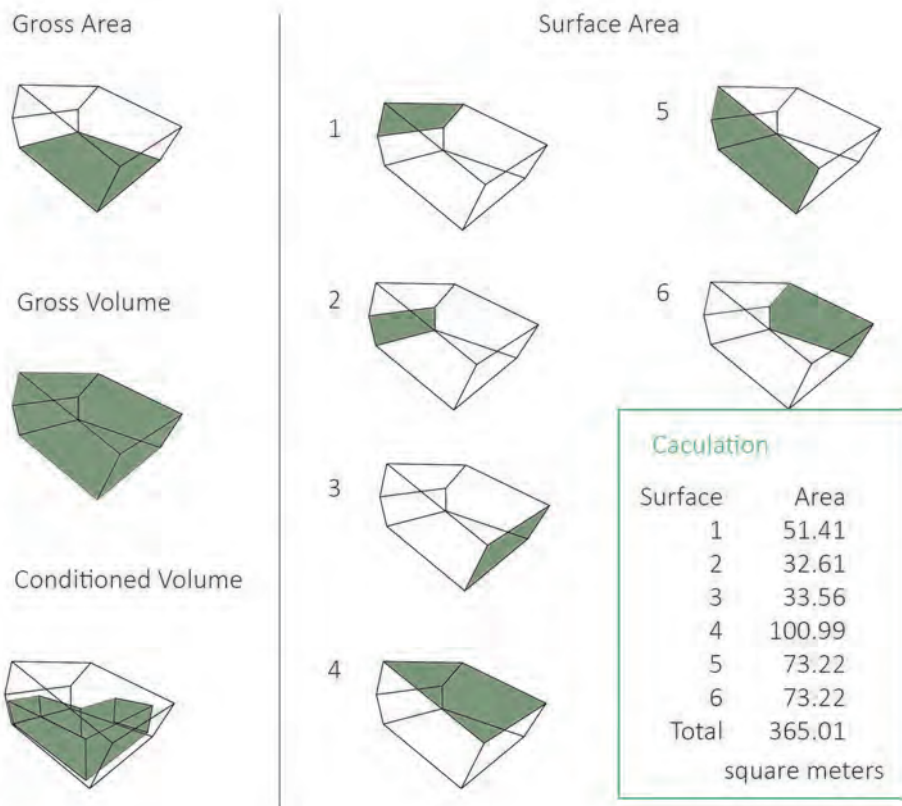 Gross Area
Gross Volume
Conditioned Volume
Surface Area
1
2
3
4
5
6
Caculation
Surface Area
1 51.41
2 32.61
3 33.56
4 100.99
5 73.22
6 73.22
Total 365.01
square meters